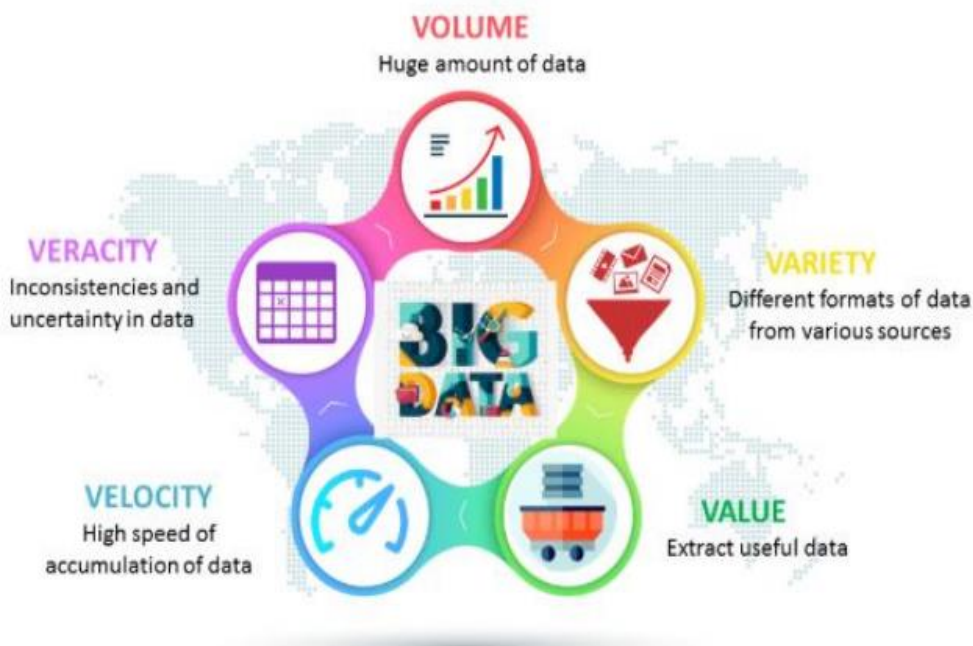 VOLUME
Huge amount of data
VERACITY
Inconsistencies and
uncertainty in data
VARIETY
Different formats of data
from various sources
BIG
DATA
VELOCITY
High speed of
accumulation of data
VALUE
Extract useful data